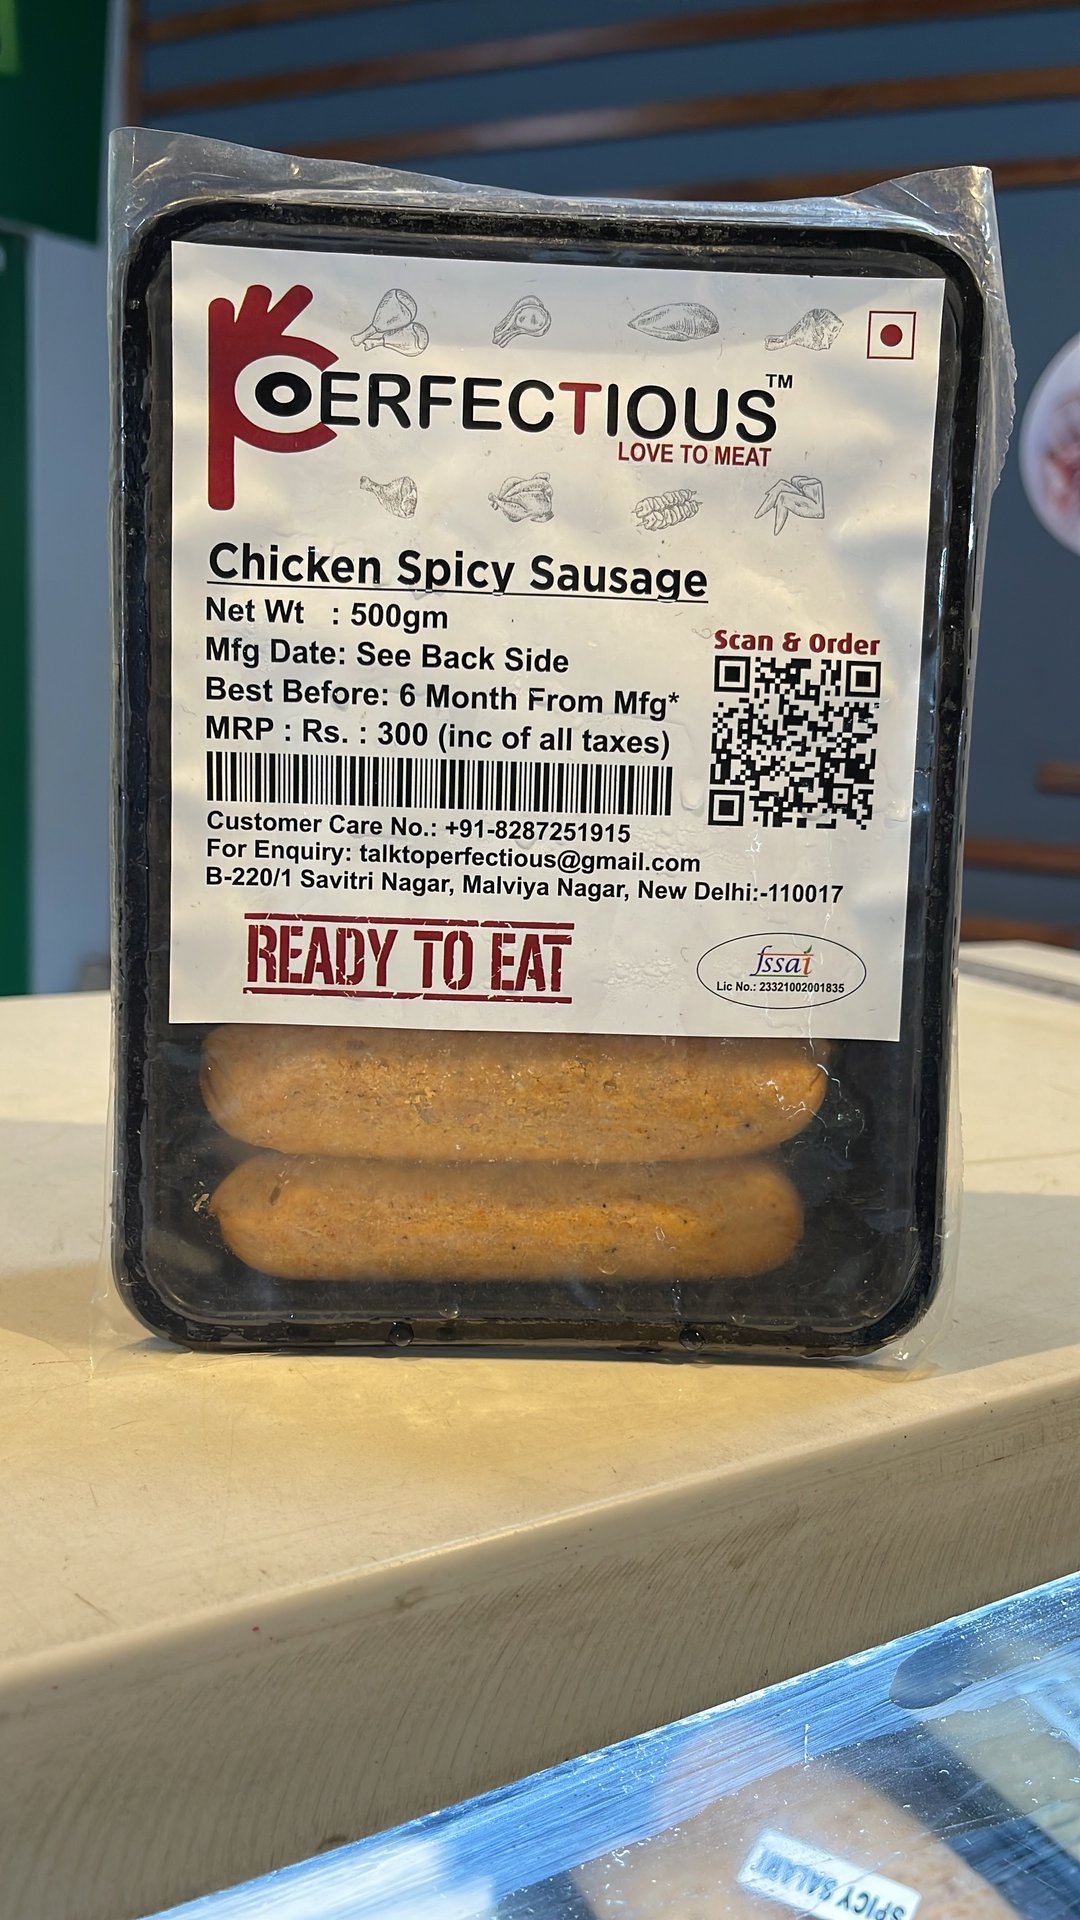 PERFECTIOUS™
LOVE TO MEAT
Chicken Spicy Sausage
Net Wt : 500gm
Mfg Date: See Back Side
Best Before: 6 Month From Mfg*
MRP : Rs. : 300 (inc of all taxes)
Scan & Order
Customer Care No.: +91-8287251915
For Enquiry: talktoperfectious@gmail.com
B-220/1 Savitri Nagar, Malviya Nagar, New Delhi:-110017
READY TO EAT
fssai
Lic No.: 23321002001835
SPICY SALAMI